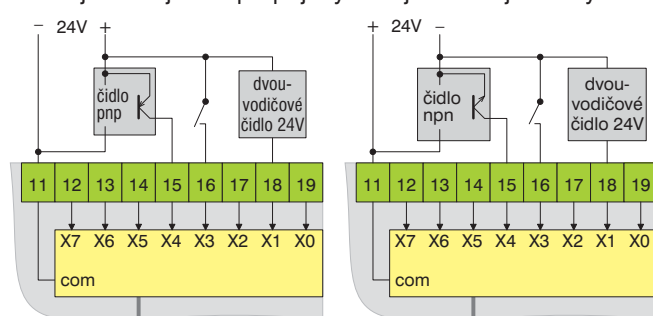 − 24V +
čidlo
pnp
dvou-
vodičové
čidlo 24V
11 12 13 14 15 16 17 18 19
X7 X6 X5 X4 X3 X2 X1 X0
com
+ 24V −
čidlo
npn
dvou-
vodičové
čidlo 24V
11 12 13 14 15 16 17 18 19
X7 X6 X5 X4 X3 X2 X1 X0
com